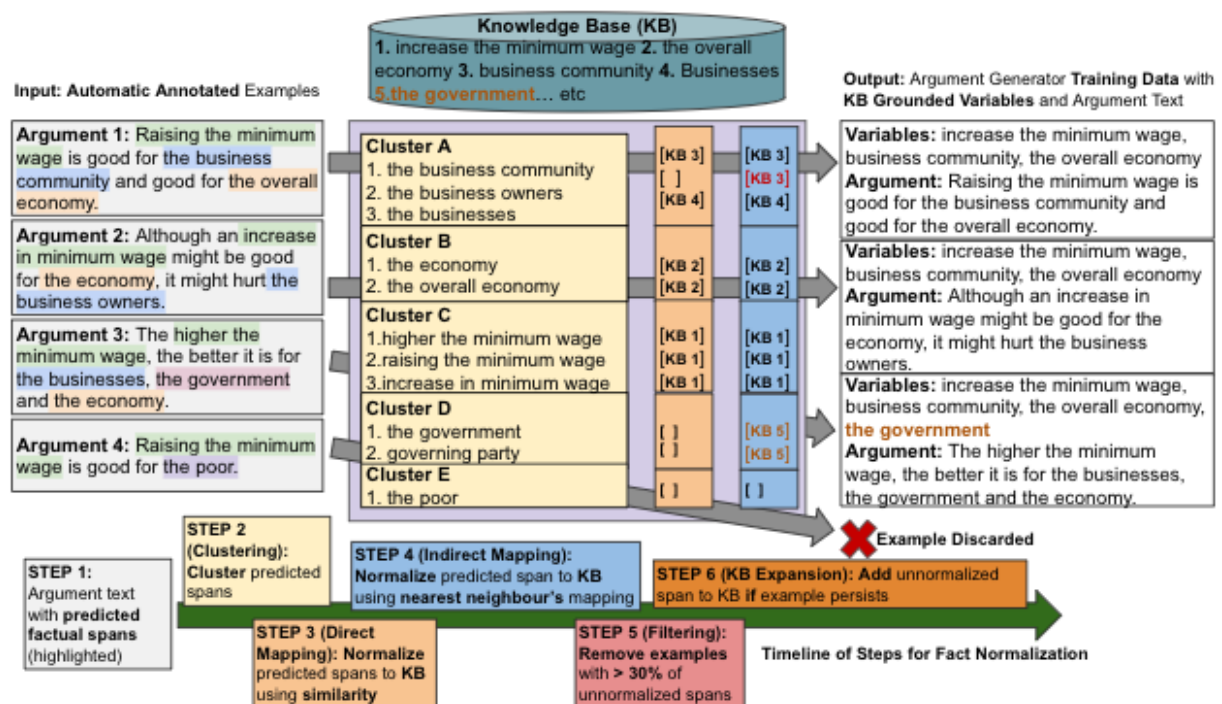 Knowledge Base (KB)
1. increase the minimum wage 2. the overall
economy 3. business community 4. Businesses
5.the government... etc
Input: Automatic Annotated Examples
Argument 1: Raising the minimum
wage is good for the business
community and good for the overall
economy.
Argument 2: Although an increase
in minimum wage might be good
for the economy, it might hurt the
business owners.
Argument 3: The higher the
minimum wage, the better it is for
the businesses, the government
and the economy.
Argument 4: Raising the minimum
wage is good for the poor.
Cluster A
1. the business community
2. the business owners
3. the businesses
[KB 3]
[ ]
[KB 4]
[KB 3]
[KB 3]
[KB 4]
Cluster B
1. the economy
2. the overall economy
[KB 2]
[KB 2]
[KB 2]
[KB 2]
Cluster C
1.higher the minimum wage
2.raising the minimum wage
3.increase in minimum wage
[KB 1]
[KB 1]
[KB 1]
[KB 1]
[KB 1]
[KB 1]
Cluster D
1. the government
2. governing party
[ ]
[ ]
[KB 5]
[KB 5]
Cluster E
1. the poor
[ ]
[ ]
Output: Argument Generator Training Data with
KB Grounded Variables and Argument Text
Variables: increase the minimum wage,
business community, the overall economy
Argument: Raising the minimum wage is
good for the business community and
good for the overall economy.
Variables: increase the minimum wage,
business community, the overall economy
Argument: Although an increase in
minimum wage might be good for the
economy, it might hurt the business
owners.
Variables: increase the minimum wage,
business community, the overall economy,
the government
Argument: The higher the minimum
wage, the better it is for the businesses,
the government and the economy.
Example Discarded
STEP 1:
Argument text
with predicted
factual spans
(highlighted)
STEP 2
(Clustering):
Cluster predicted
spans
STEP 3 (Direct
Mapping): Normalize
predicted spans to KB
using similarity
STEP 4 (Indirect Mapping):
Normalize predicted span to KB
using nearest neighbour's mapping
STEP 5 (Filtering):
Remove examples
with > 30% of
unnormalized spans
STEP 6 (KB Expansion): Add unnormalized
span to KB if example persists
Timeline of Steps for Fact Normalization